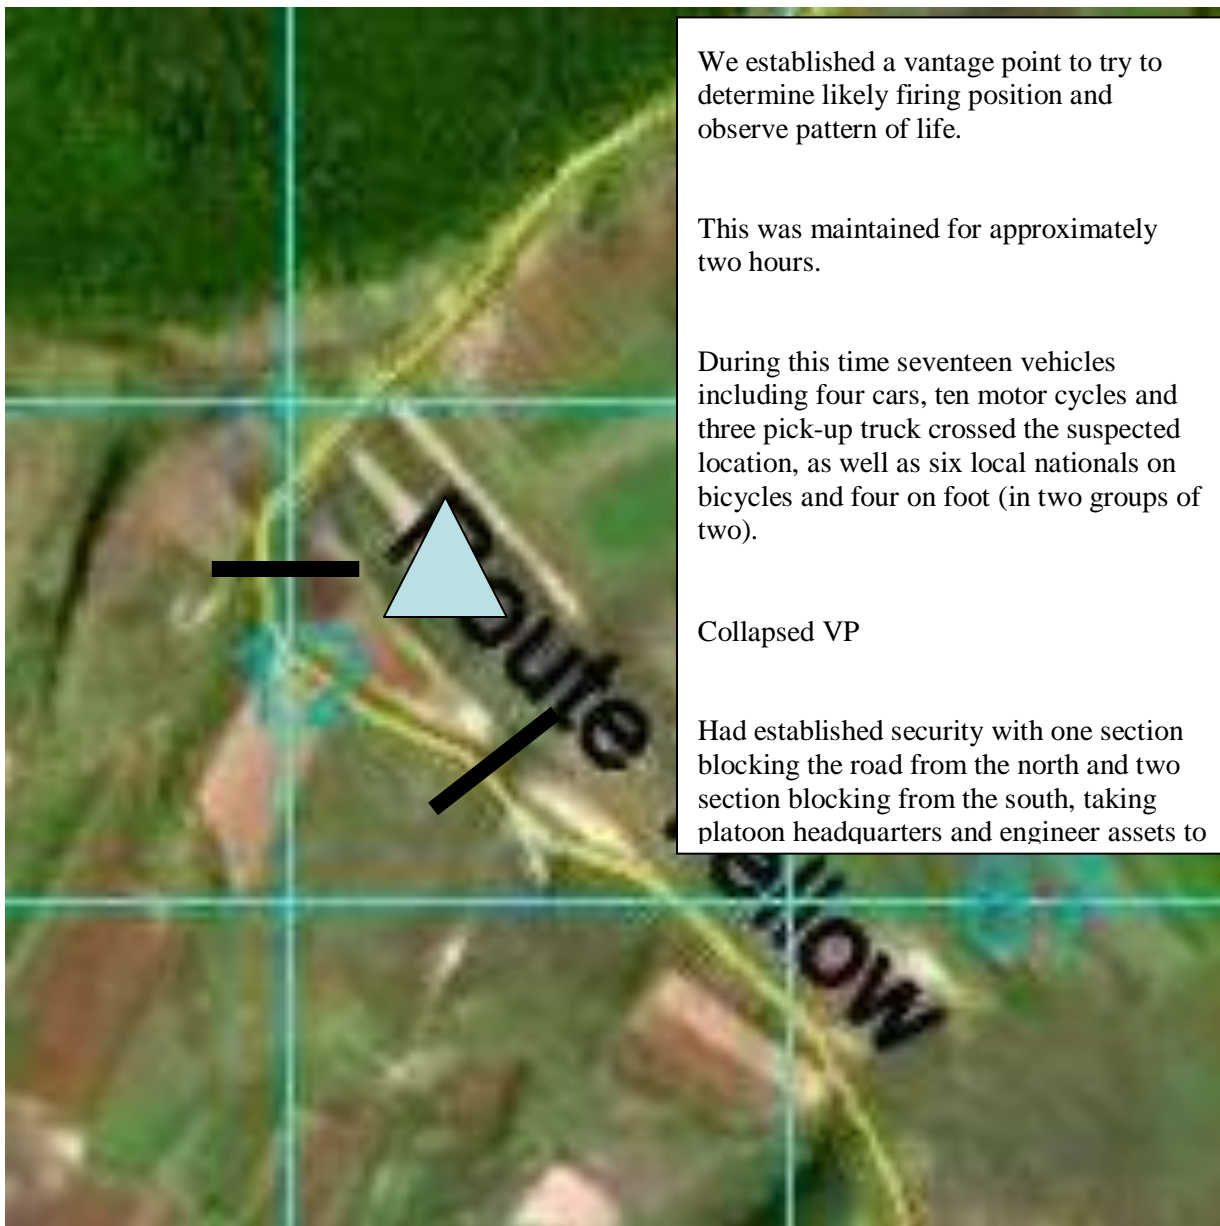 We established a vantage point to try to
determine likely firing position and
observe pattern of life.
This was maintained for approximately
two hours.
During this time seventeen vehicles
including four cars, ten motor cycles and
three pick-up truck crossed the suspected
location, as well as six local nationals on
bicycles and four on foot (in two groups of
two).
Collapsed VP
Had established security with one section
blocking the road from the north and two
section blocking from the south, taking
platoon headquarters and engineer assets to
Route
ellow